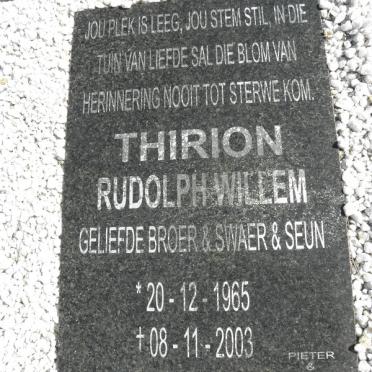 JOU PLEK IS LEEG, JOU STEM STIL, IN DIE
TUIN VAN LIEFDE SAL DIE BLOM VAN
HERINNERING NOOIT TOT STERWE KOM.
THIRION
RUDOLPH WILLEM
GELIEFDE BROER & SWAER & SEUN
* 20 - 12 - 1965
† 08 - 11 - 2003
PIETER
&